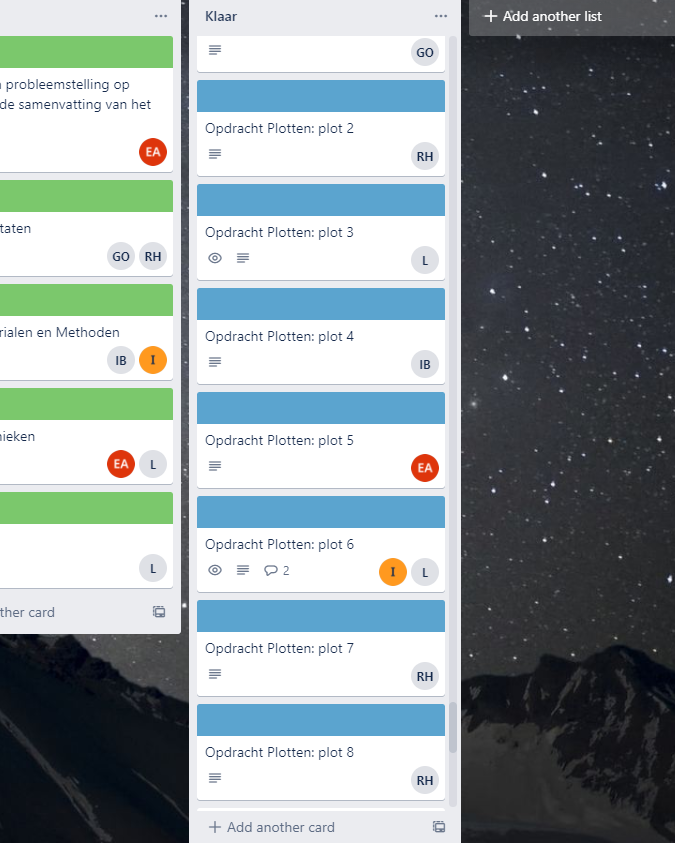 n probleemstelling op
de samenvatting van het
EA
taten
GO RH
rialen en Methoden
IB I
nieken
EA L
L
ther card
Klaar
GO
Opdracht Plotten: plot 2
RH
Opdracht Plotten: plot 3
L
Opdracht Plotten: plot 4
IB
Opdracht Plotten: plot 5
EA
Opdracht Plotten: plot 6
2 I L
Opdracht Plotten: plot 7
RH
Opdracht Plotten: plot 8
RH
+ Add another card
+ Add another list